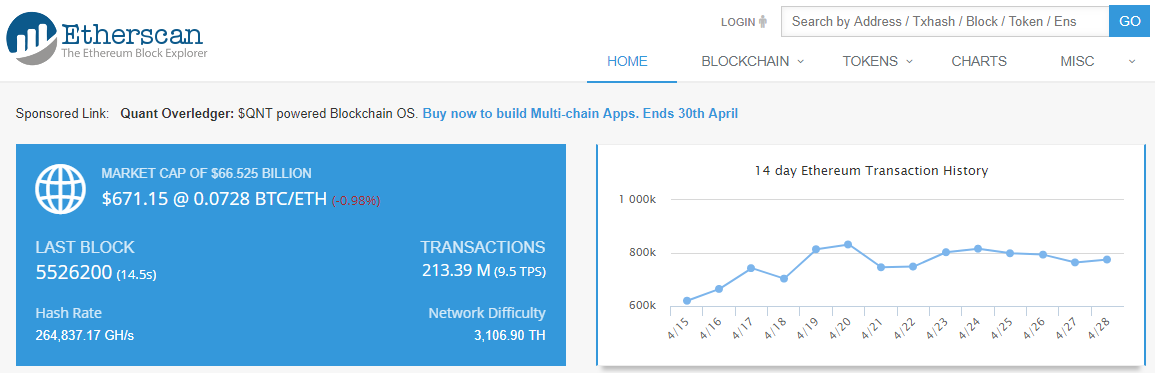 LOGIN
Search by Address / Txhash / Block / Token / Ens
GO
Etherscan
The Ethereum Block Explorer
HOME BLOCKCHAIN TOKENS CHARTS MISC
Sponsored Link: Quant Overledger: $QNT powered Blockchain OS. Buy now to build Multi-chain Apps. Ends 30th April
MARKET CAP OF $66.525 BILLION
$671.15 @ 0.0728 BTC/ETH (-0.98%)
LAST BLOCK
5526200 (14.5s)
TRANSACTIONS
213.39 M (9.5 TPS)
Hash Rate
264,837.17 GH/s
Network Difficulty
3,106.90 TH
14 day Ethereum Transaction History
1 000k
800k
600k
4/15 4/16 4/17 4/18 4/19 4/20 4/21 4/22 4/23 4/24 4/25 4/26 4/27 4/28